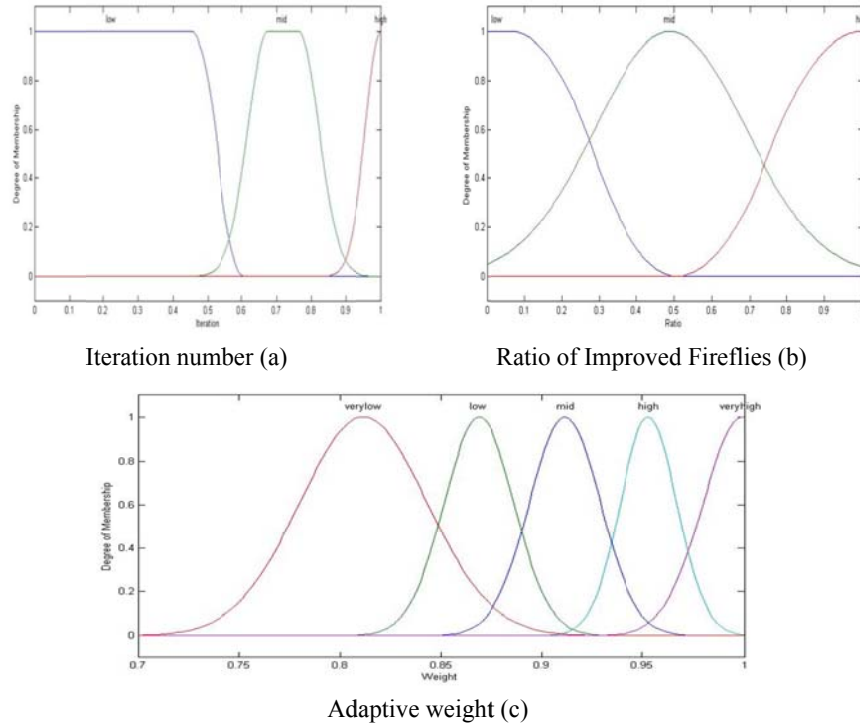 low mid high
1
0.8
0.6
0.4
0.2
0
Degree of Membership
0 0.1 0.2 0.3 0.4 0.5 0.6 0.7 0.8 0.9 1
Iteration
Iteration number (a)
low mid h
1
0.8
0.6
0.4
0.2
0
Degree of Membership
0 0.1 0.2 0.3 0.4 0.5 0.6 0.7 0.8 0.9
Ratio
Ratio of Improved Fireflies (b)
verylow low mid high veryhigh
1
0.8
0.6
0.4
0.2
0
Degree of Membership
0.7 0.75 0.8 0.85 0.9 0.95 1
Weight
Adaptive weight (c)